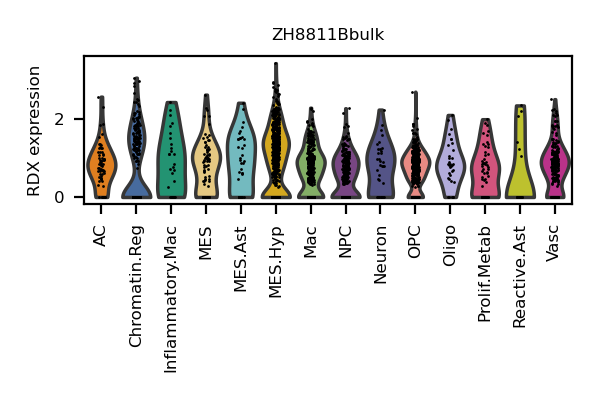 ZH8811Bbulk
RDX expression
2
0
AC
Chromatin.Reg
Inflammatory.Mac
MES
MES.Ast
MES.Hyp
Mac
NPC
Neuron
OPC
Oligo
Prolif.Metab
Reactive.Ast
Vasc